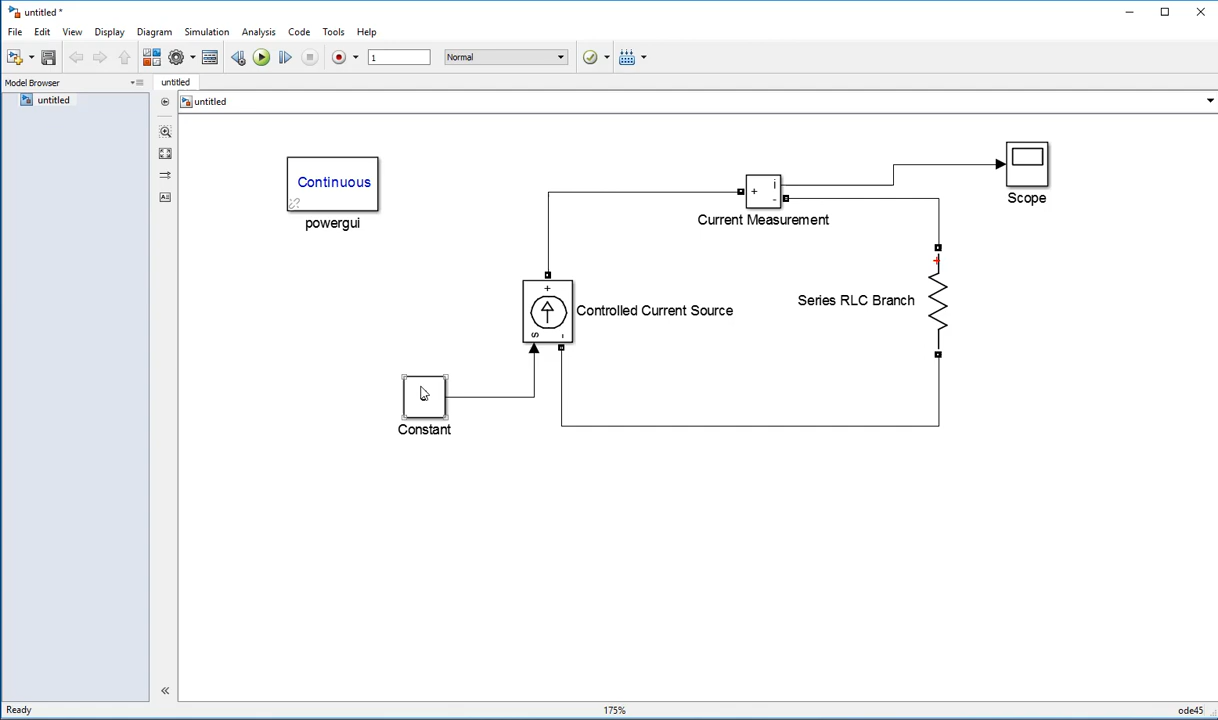 untitled *
File Edit View Display Diagram Simulation Analysis Code Tools Help
1 Normal
Model Browser
untitled
untitled
untitled
Continuous
powergui
+ i
-
Current Measurement
Scope
+
s -
Controlled Current Source
+
Series RLC Branch
Constant
Ready 175% ode45